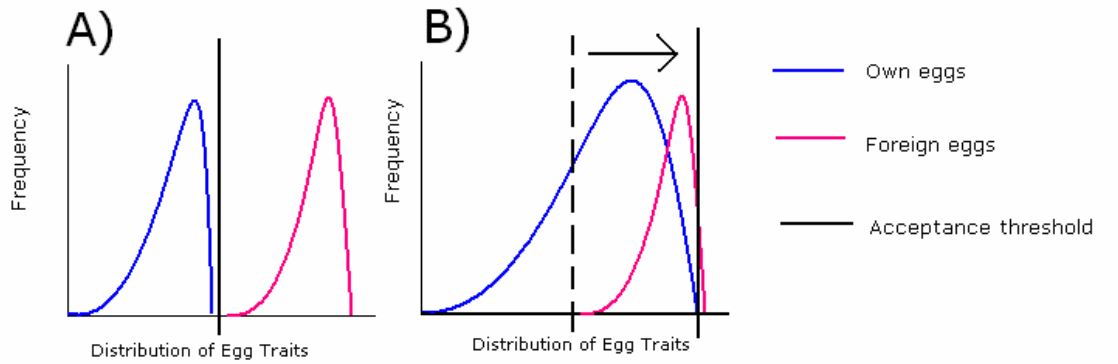 A)
B)
Frequency
Frequency
Distribution of Egg Traits
Distribution of Egg Traits
Own eggs
Foreign eggs
Acceptance threshold